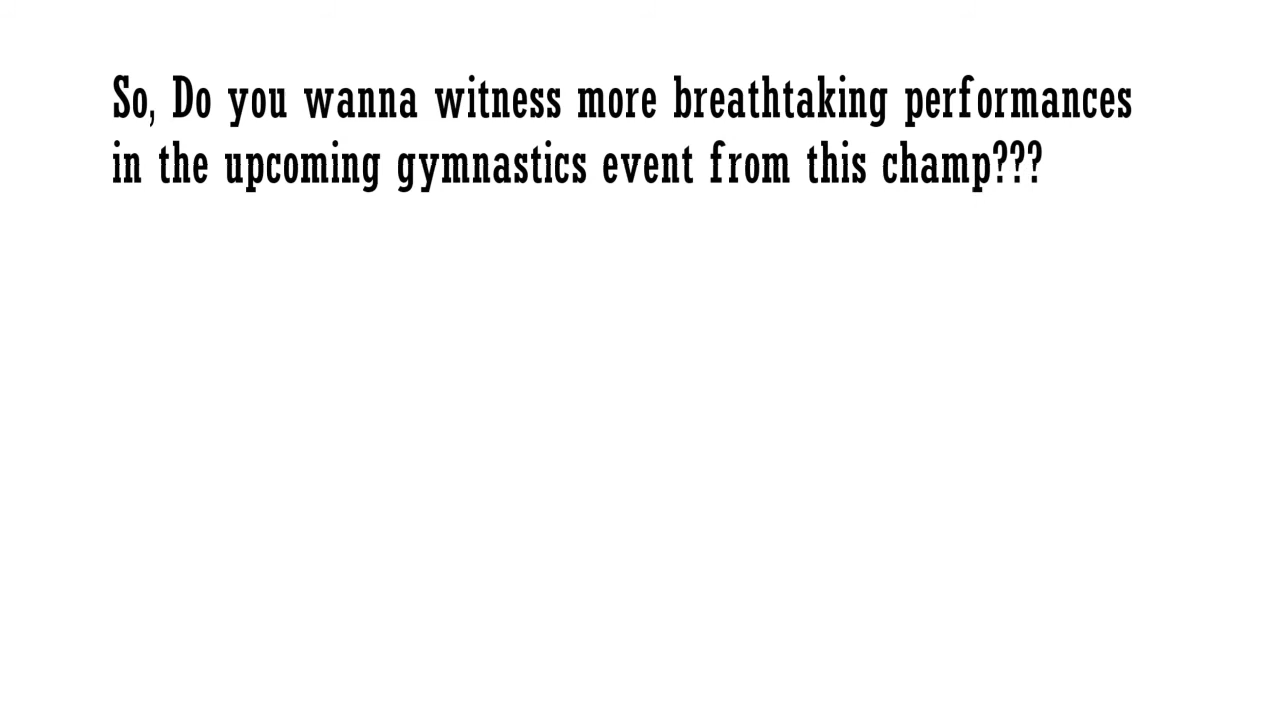 So, Do you wanna witness more breathtaking performances
in the upcoming gymnastics event from this champ???